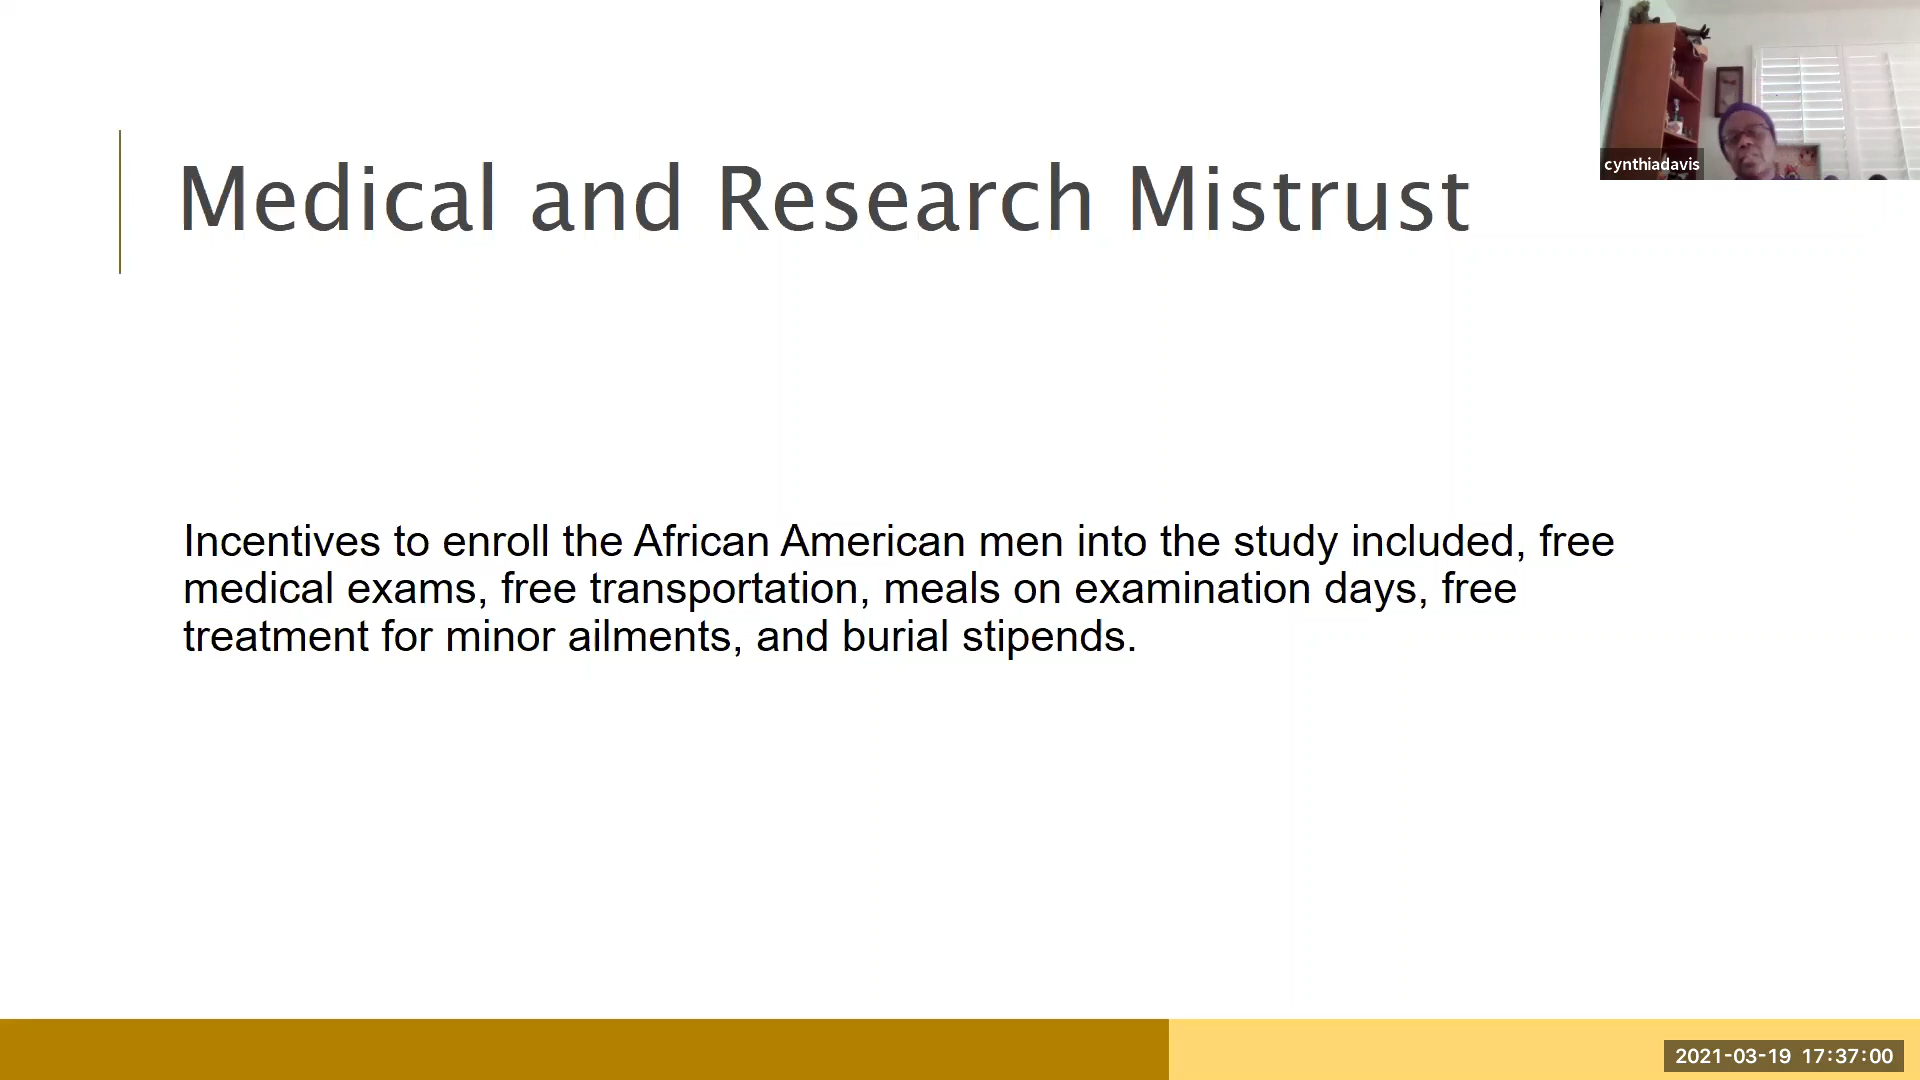 cynthiadavis
Medical and Research Mistrust
Incentives to enroll the African American men into the study included, free
medical exams, free transportation, meals on examination days, free
treatment for minor ailments, and burial stipends.
2021-03-19 17:37:00